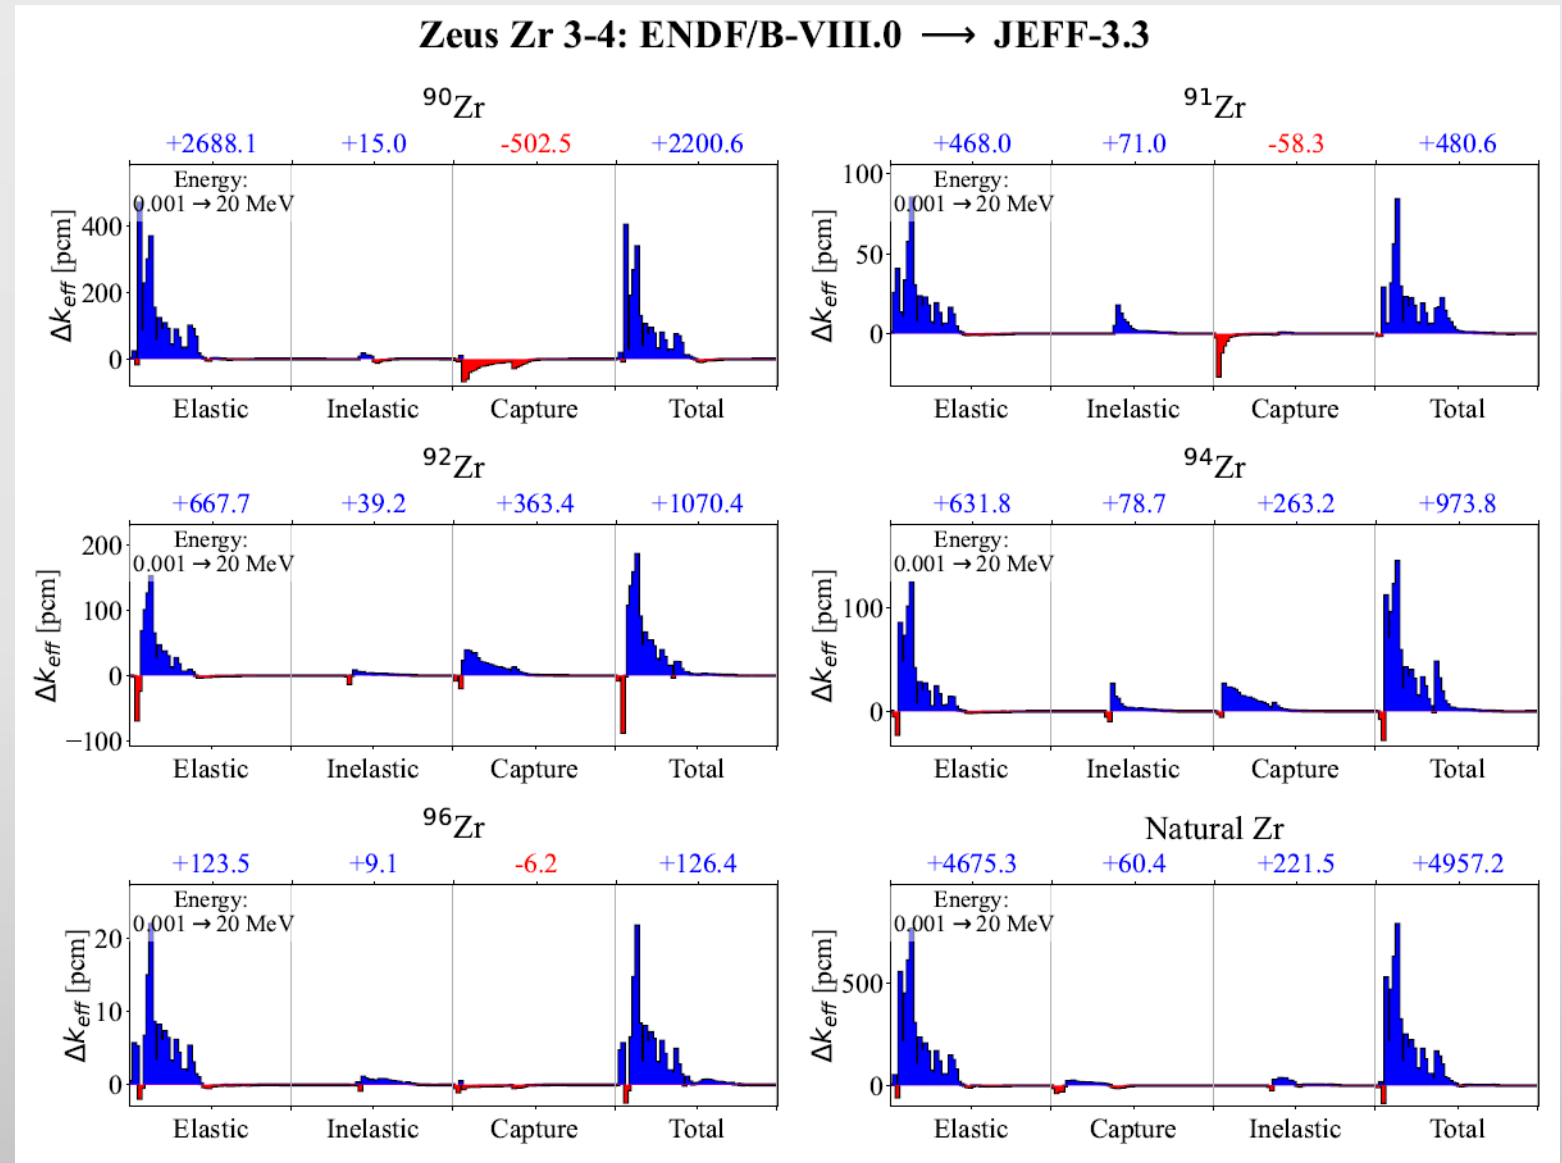 Zeus Zr 3-4: ENDF/B-VIII.0 ⟶ JEFF-3.3
⁹⁰Zr
+2688.1 +15.0 -502.5 +2200.6
Energy:
0.001 → 20 MeV
Δk_eff [pcm]
400
200
0
Elastic Inelastic Capture Total
⁹¹Zr
+468.0 +71.0 -58.3 +480.6
Energy:
0.001 → 20 MeV
Δk_eff [pcm]
100
50
0
Elastic Inelastic Capture Total
⁹²Zr
+667.7 +39.2 +363.4 +1070.4
Energy:
0.001 → 20 MeV
Δk_eff [pcm]
200
100
0
−100
Elastic Inelastic Capture Total
⁹⁴Zr
+631.8 +78.7 +263.2 +973.8
Energy:
0.001 → 20 MeV
Δk_eff [pcm]
100
0
Elastic Inelastic Capture Total
⁹⁶Zr
+123.5 +9.1 -6.2 +126.4
Energy:
0.001 → 20 MeV
Δk_eff [pcm]
20
10
0
Elastic Inelastic Capture Total
Natural Zr
+4675.3 +60.4 +221.5 +4957.2
Energy:
0.001 → 20 MeV
Δk_eff [pcm]
500
0
Elastic Capture Inelastic Total